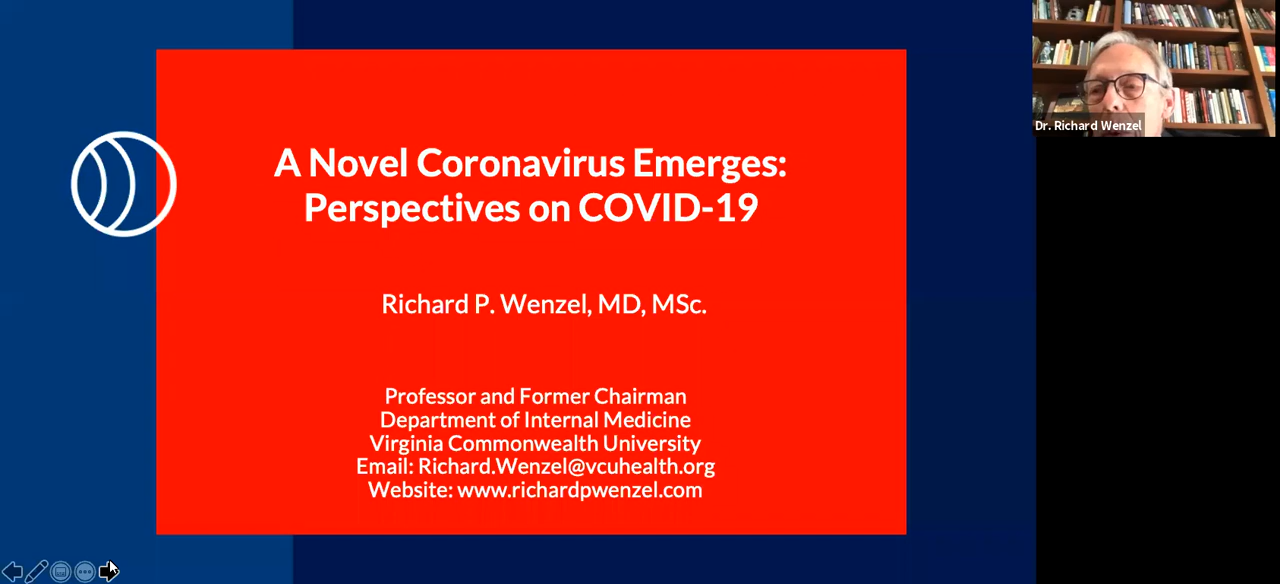 A Novel Coronavirus Emerges:
Perspectives on COVID-19
Richard P. Wenzel, MD, MSc.
Professor and Former Chairman
Department of Internal Medicine
Virginia Commonwealth University
Email: Richard.Wenzel@vcuhealth.org
Website: www.richardpwenzel.com
Dr. Richard Wenzel